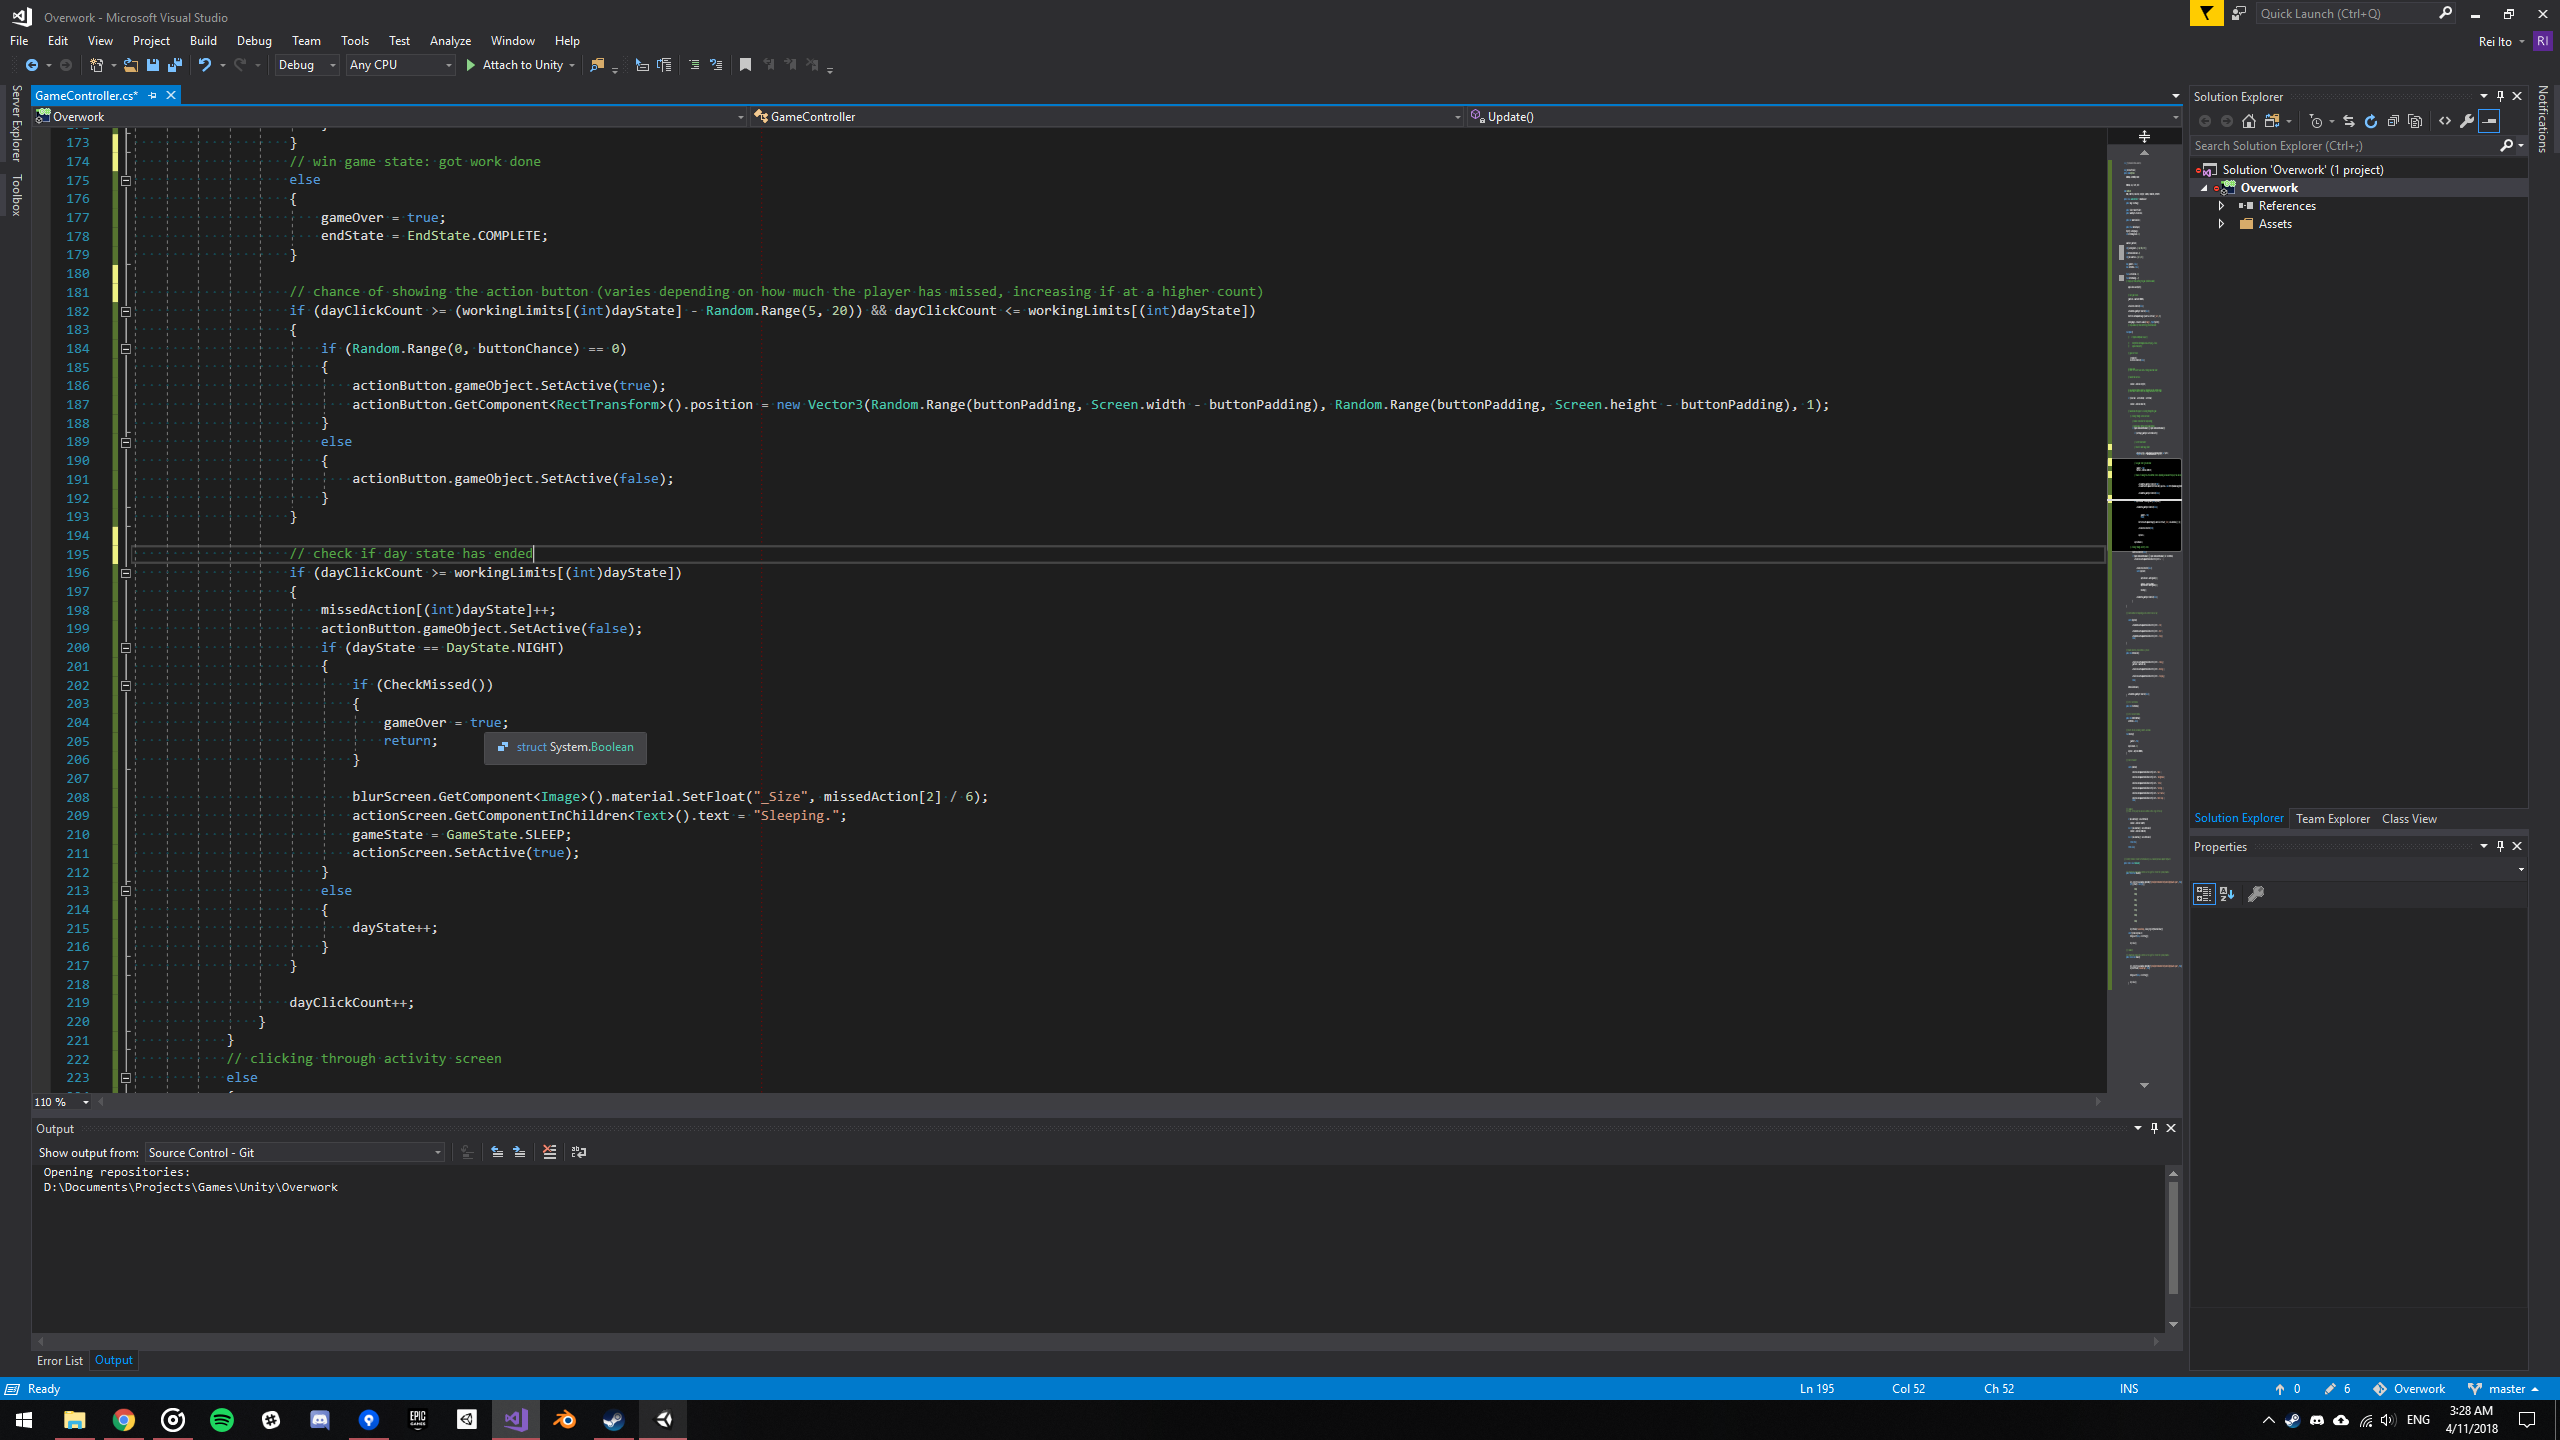 Overwork - Microsoft Visual Studio
Quick Launch (Ctrl+Q)
File Edit View Project Build Debug Team Tools Test Analyze Window Help
Rei Ito RI
Debug Any CPU Attach to Unity
Server Explorer
Toolbox
GameController.cs*
Overwork GameController Update()
173 }
174 // win game state: got work done
175 else
176 {
177 gameOver = true;
178 endState = EndState.COMPLETE;
179 }
180
181 // chance of showing the action button (varies depending on how much the player has missed, increasing if at a higher count)
182 if (dayClickCount >= (workingLimits[(int)dayState] - Random.Range(5, 20)) && dayClickCount <= workingLimits[(int)dayState])
183 {
184 if (Random.Range(0, buttonChance) == 0)
185 {
186 actionButton.gameObject.SetActive(true);
187 actionButton.GetComponent<RectTransform>().position = new Vector3(Random.Range(buttonPadding, Screen.width - buttonPadding), Random.Range(buttonPadding, Screen.height - buttonPadding), 1);
188 }
189 else
190 {
191 actionButton.gameObject.SetActive(false);
192 }
193 }
194
195 // check if day state has ended
196 if (dayClickCount >= workingLimits[(int)dayState])
197 {
198 missedAction[(int)dayState]++;
199 actionButton.gameObject.SetActive(false);
200 if (dayState == DayState.NIGHT)
201 {
202 if (CheckMissed())
203 {
204 gameOver = true;
205 return;
struct System.Boolean
206 }
207
208 blurScreen.GetComponent<Image>().material.SetFloat("_Size", missedAction[2] / 6);
209 actionScreen.GetComponentInChildren<Text>().text = "Sleeping.";
210 gameState = GameState.SLEEP;
211 actionScreen.SetActive(true);
212 }
213 else
214 {
215 dayState++;
216 }
217 }
218
219 dayClickCount++;
220 }
221 }
222 // clicking through activity screen
223 else
110 %
Output
Show output from: Source Control - Git
Opening repositories:
D:\Documents\Projects\Games\Unity\Overwork
Error List Output
Solution Explorer
Search Solution Explorer (Ctrl+;)
Solution 'Overwork' (1 project)
Overwork
References
Assets
Solution Explorer Team Explorer Class View
Properties
Notifications
Ready Ln 195 Col 52 Ch 52 INS 0 6 Overwork master
EPIC GAMES
ENG 3:28 AM
4/11/2018